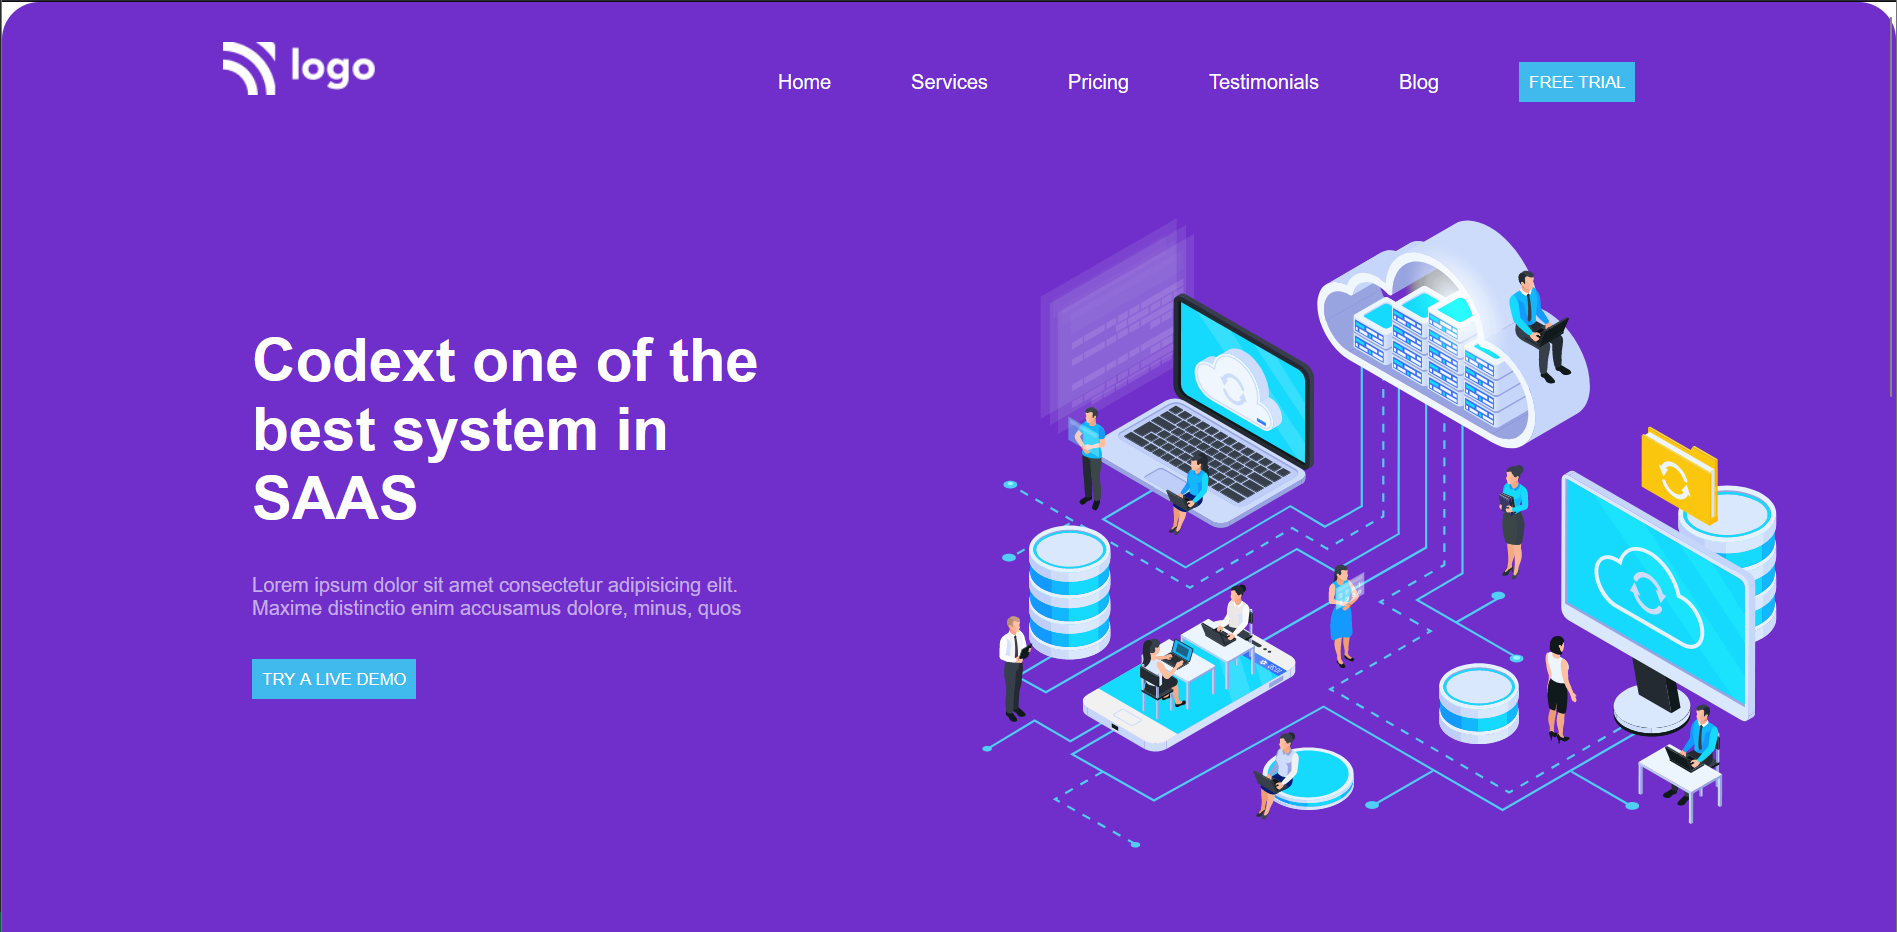 logo
Home
Services
Pricing
Testimonials
Blog
FREE TRIAL
Codext one of the
best system in
SAAS
Lorem ipsum dolor sit amet consectetur adipisicing elit.
Maxime distinctio enim accusamus dolore, minus, quos
TRY A LIVE DEMO